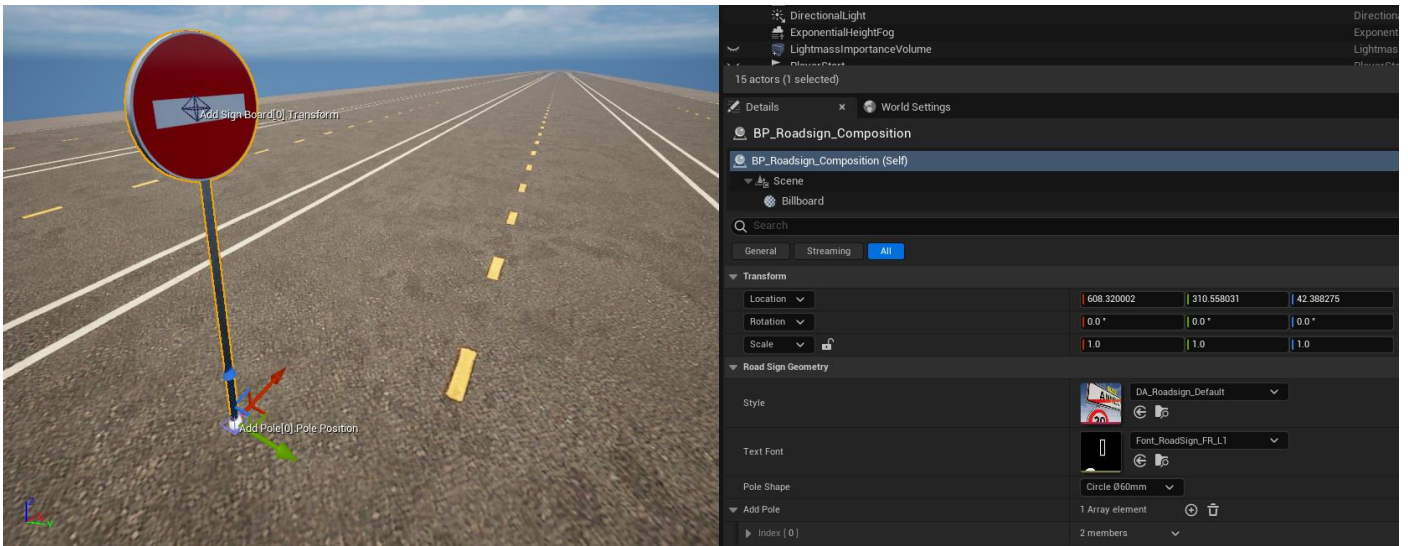 Add Sign Board[0].Transform
Add Pole[0].Pole Position
Z
Y
DirectionalLight Direction
ExponentialHeightFog Exponent
LightmassImportanceVolume Lightmas
15 actors (1 selected)
Details × World Settings
BP_Roadsign_Composition
BP_Roadsign_Composition (Self)
Scene
Billboard
Search
General Streaming All
Transform
Location 608.320002 310.558031 42.388275
Rotation 0.0 ° 0.0 ° 0.0 °
Scale 1.0 1.0 1.0
Road Sign Geometry
Style DA_Roadsign_Default
Text Font Font_RoadSign_FR_L1
Pole Shape Circle Ø60mm
Add Pole 1 Array element
Index [ 0 ] 2 members